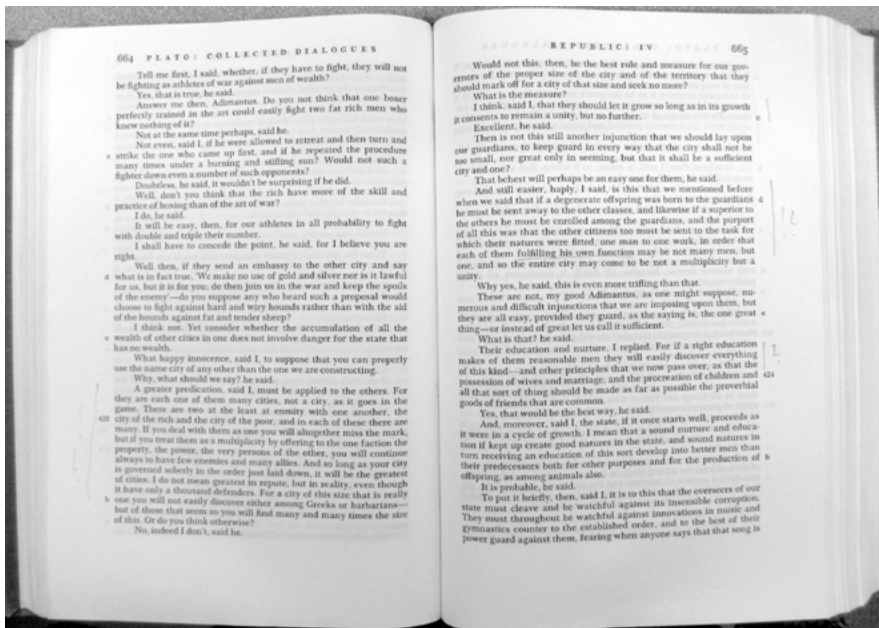 664 PLATO: COLLECTED DIALOGUES
Tell me first, I said, whether, if they have to fight, they will not
be fighting as athletes of war against men of wealth?
Yes, that is true, he said.
Answer me then, Adimantus. Do you not think that one boxer
perfectly trained in the art could easily fight two fat rich men who
knew nothing of it?
Not at the same time perhaps, said he.
Not even, said I, if he were allowed to retreat and then turn and
c strike the one who came up first, and if he repeated the procedure
many times under a burning and stifling sun? Would not such a
fighter down even a number of such opponents?
Doubtless, he said, it wouldn't be surprising if he did.
Well, don't you think that the rich have more of the skill and
practice of boxing than of the art of war?
I do, he said.
It will be easy, then, for our athletes in all probability to fight
with double and triple their number.
I shall have to concede the point, he said, for I believe you are
right.
Well then, if they send an embassy to the other city and say
d what is in fact true, 'We make no use of gold and silver nor is it lawful
for us, but it is for you; do then join us in the war and keep the spoils
of the enemy'—do you suppose any who heard such a proposal would
choose to fight against hard and wiry hounds rather than with the aid
of the hounds against fat and tender sheep?
I think not. Yet consider whether the accumulation of all the
e wealth of other cities in one does not involve danger for the state that
has no wealth.
What happy innocence, said I, to suppose that you can properly
use the name city of any other than the one we are constructing.
Why, what should we say? he said.
A greater predication, said I, must be applied to the others. For
they are each one of them many cities, not a city, as it goes in the
game. There are two at the least at enmity with one another, the
423 city of the rich and the city of the poor, and in each of these there are
many. If you deal with them as one you will altogether miss the mark,
but if you treat them as a multiplicity by offering to the one faction the
property, the power, the very persons of the other, you will continue
always to have few enemies and many allies. And so long as your city
is governed soberly in the order just laid down, it will be the greatest
of cities. I do not mean greatest in repute, but in reality, even though
it have only a thousand defenders. For a city of this size that is really
b one you will not easily discover either among Greeks or barbarians—
but of those that seem so you will find many and many times the size
of this. Or do you think otherwise?
No, indeed I don't, said he.
REPUBLIC: IV 665
Would not this, then, be the best rule and measure for our gov-
ernors of the proper size of the city and of the territory that they
should mark off for a city of that size and seek no more?
What is the measure?
I think, said I, that they should let it grow so long as in its growth
it consents to remain a unity, but no further. c
Excellent, he said.
Then is not this still another injunction that we should lay upon
our guardians, to keep guard in every way that the city shall not be
too small, nor great only in seeming, but that it shall be a sufficient
city and one?
That behest will perhaps be an easy one for them, he said.
And still easier, haply, I said, is this that we mentioned before
when we said that if a degenerate offspring was born to the guardians d
he must be sent away to the other classes, and likewise if a superior to
the others he must be enrolled among the guardians, and the purport
of all this was that the other citizens too must be sent to the task for
which their natures were fitted, one man to one work, in order that
each of them fulfilling his own function may be not many men, but
one, and so the entire city may come to be not a multiplicity but a
unity.
Why yes, he said, this is even more trifling than that.
These are not, my good Adimantus, as one might suppose, nu-
merous and difficult injunctions that we are imposing upon them, but
they are all easy, provided they guard, as the saying is, the one great e
thing—or instead of great let us call it sufficient.
What is that? he said.
Their education and nurture, I replied. For if a right education
makes of them reasonable men they will easily discover everything
of this kind—and other principles that we now pass over, as that the
possession of wives and marriage, and the procreation of children and 424
all that sort of thing should be made as far as possible the proverbial
goods of friends that are common.
Yes, that would be the best way, he said.
And, moreover, said I, the state, if it once starts well, proceeds as
it were in a cycle of growth. I mean that a sound nurture and educa-
tion if kept up create good natures in the state, and sound natures in
turn receiving an education of this sort develop into better men than
their predecessors both for other purposes and for the production of b
offspring, as among animals also.
It is probable, he said.
To put it briefly, then, said I, it is to this that the overseers of our
state must cleave and be watchful against its insensible corruption.
They must throughout be watchful against innovations in music and
gymnastics counter to the established order, and to the best of their
power guard against them, fearing when anyone says that that song is